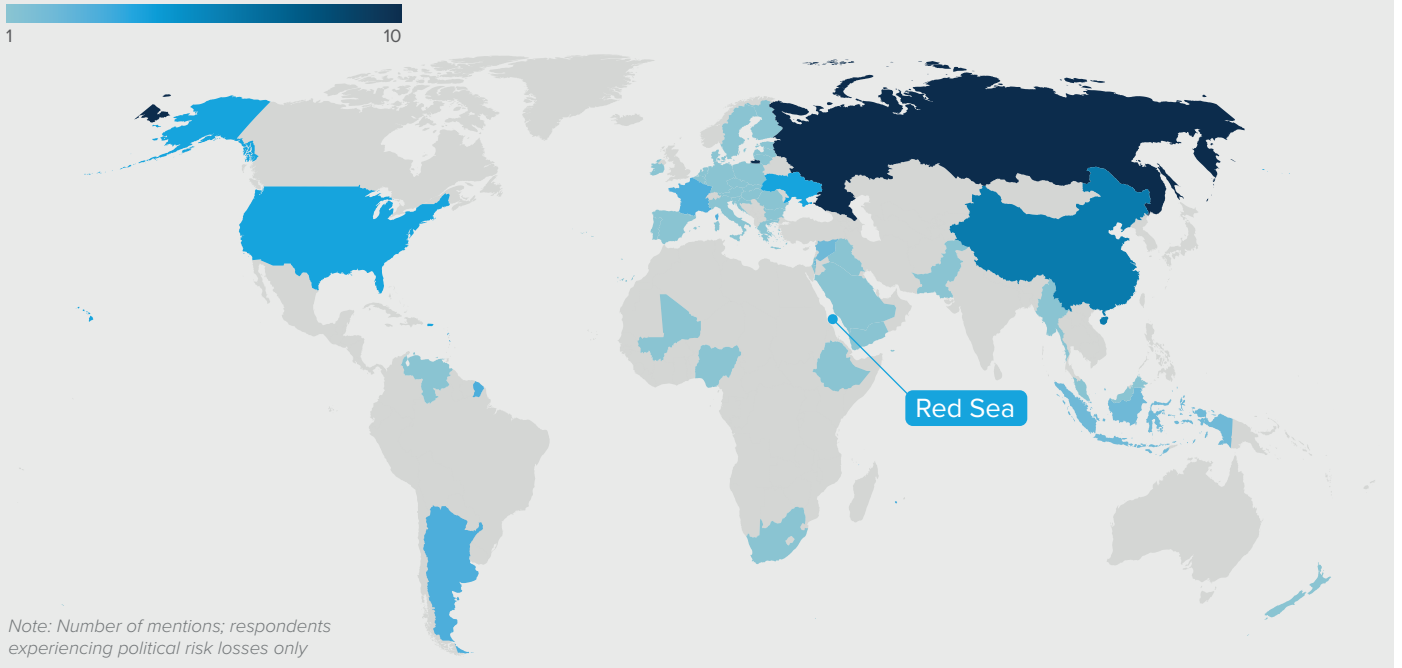 1
10
Red Sea
Note: Number of mentions; respondents
experiencing political risk losses only